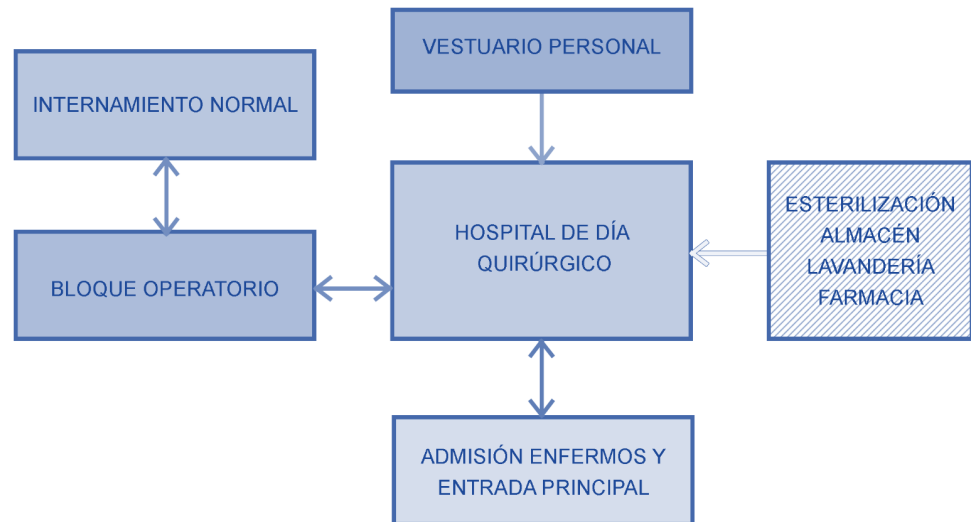 VESTUARIO PERSONAL
INTERNAMIENTO NORMAL
HOSPITAL DE DÍA
QUIRÚRGICO
ESTERILIZACIÓN
ALMACÉN
LAVANDERÍA
FARMACIA
BLOQUE OPERATORIO
ADMISIÓN ENFERMOS Y
ENTRADA PRINCIPAL